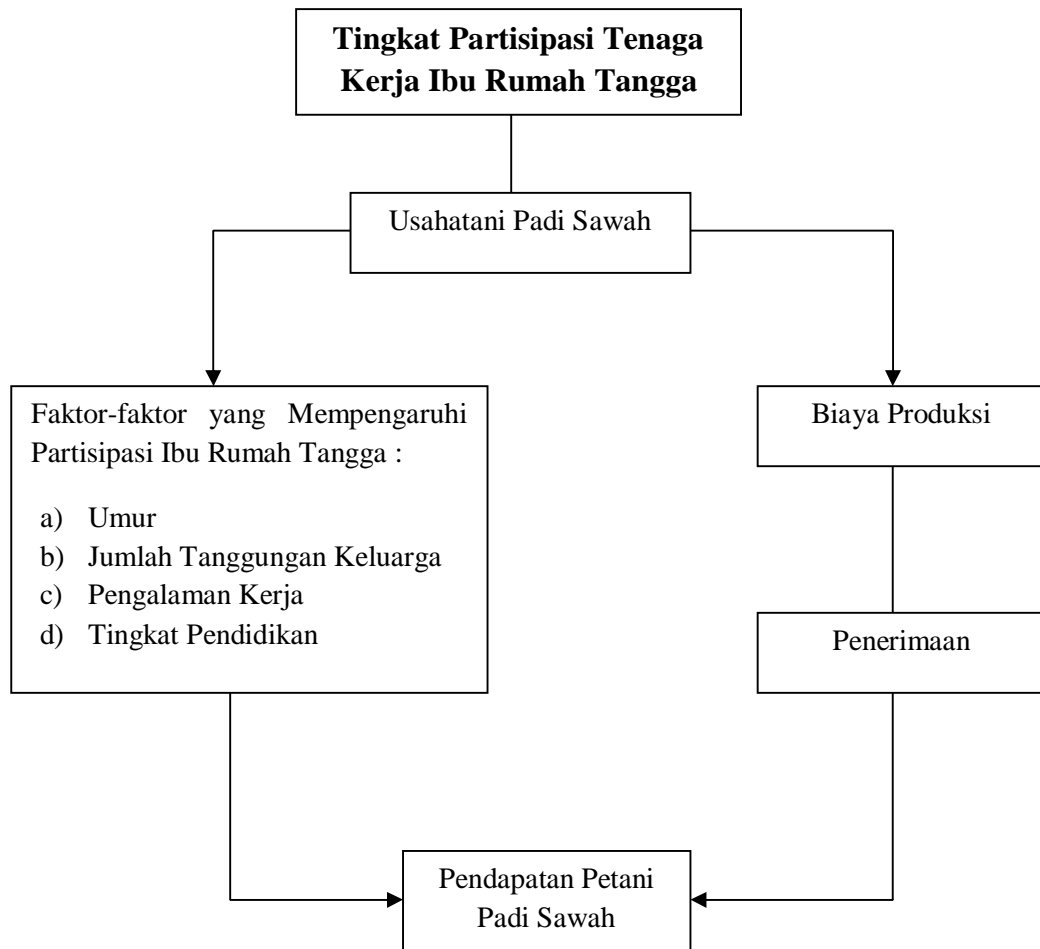 Tingkat Partisipasi Tenaga
Kerja Ibu Rumah Tangga
Usahatani Padi Sawah
Faktor-faktor yang Mempengaruhi
Partisipasi Ibu Rumah Tangga :
a) Umur
b) Jumlah Tanggungan Keluarga
c) Pengalaman Kerja
d) Tingkat Pendidikan
Biaya Produksi
Penerimaan
Pendapatan Petani
Padi Sawah